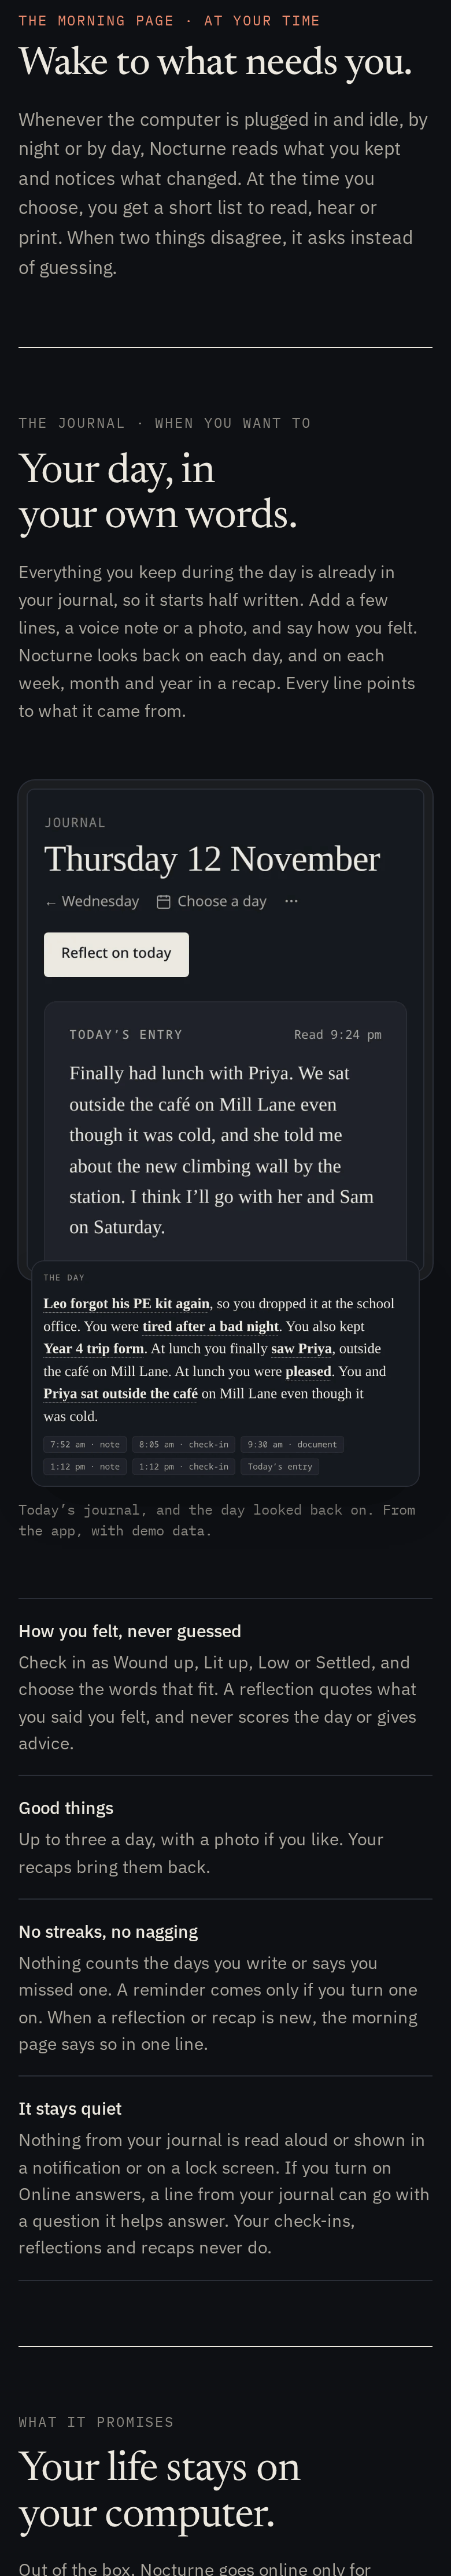 THE MORNING PAGE · AT YOUR TIME
Wake to what needs you.
Whenever the computer is plugged in and idle, by
night or by day, Nocturne reads what you kept
and notices what changed. At the time you
choose, you get a short list to read, hear or
print. When two things disagree, it asks instead
of guessing.
THE JOURNAL · WHEN YOU WANT TO
Your day, in
your own words.
Everything you keep during the day is already in
your journal, so it starts half written. Add a few
lines, a voice note or a photo, and say how you felt.
Nocturne looks back on each day, and on each
week, month and year in a recap. Every line points
to what it came from.
JOURNAL
Thursday 12 November
← Wednesday Choose a day ···
Reflect on today
TODAY’S ENTRY Read 9:24 pm
Finally had lunch with Priya. We sat
outside the café on Mill Lane even
though it was cold, and she told me
about the new climbing wall by the
station. I think I’ll go with her and Sam
on Saturday.
THE DAY
Leo forgot his PE kit again, so you dropped it at the school
office. You were tired after a bad night. You also kept
Year 4 trip form. At lunch you finally saw Priya, outside
the café on Mill Lane. At lunch you were pleased. You and
Priya sat outside the café on Mill Lane even though it
was cold.
7:52 am · note 8:05 am · check-in 9:30 am · document
1:12 pm · note 1:12 pm · check-in Today’s entry
Today’s journal, and the day looked back on. From
the app, with demo data.
How you felt, never guessed
Check in as Wound up, Lit up, Low or Settled, and
choose the words that fit. A reflection quotes what
you said you felt, and never scores the day or gives
advice.
Good things
Up to three a day, with a photo if you like. Your
recaps bring them back.
No streaks, no nagging
Nothing counts the days you write or says you
missed one. A reminder comes only if you turn one
on. When a reflection or recap is new, the morning
page says so in one line.
It stays quiet
Nothing from your journal is read aloud or shown in
a notification or on a lock screen. If you turn on
Online answers, a line from your journal can go with
a question it helps answer. Your check-ins,
reflections and recaps never do.
WHAT IT PROMISES
Your life stays on
your computer.
Out of the box, Nocturne goes online only for